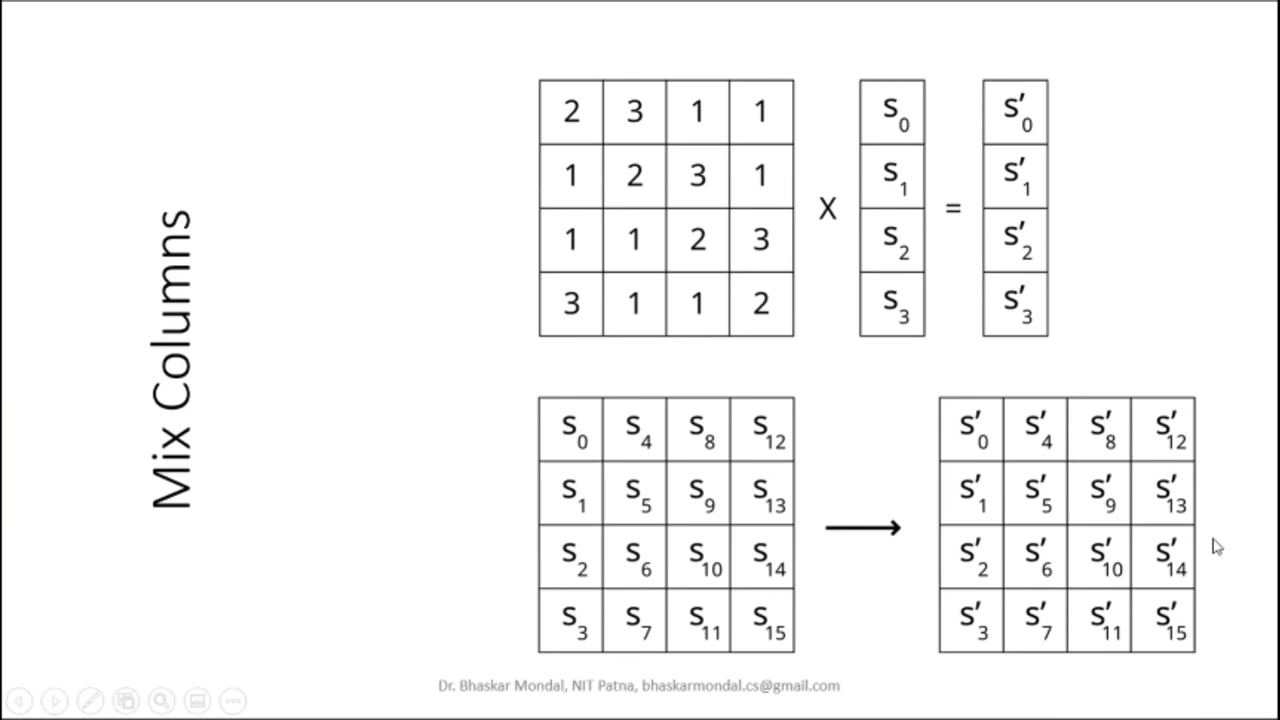 Mix Columns
2 3 1 1
1 2 3 1
1 1 2 3
3 1 1 2
X
s0
s1
s2
s3
=
s′0
s′1
s′2
s′3
s0 s4 s8 s12
s1 s5 s9 s13
s2 s6 s10 s14
s3 s7 s11 s15
s′0 s′4 s′8 s′12
s′1 s′5 s′9 s′13
s′2 s′6 s′10 s′14
s′3 s′7 s′11 s′15
Dr. Bhaskar Mondal, NIT Patna, bhaskarmondal.cs@gmail.com